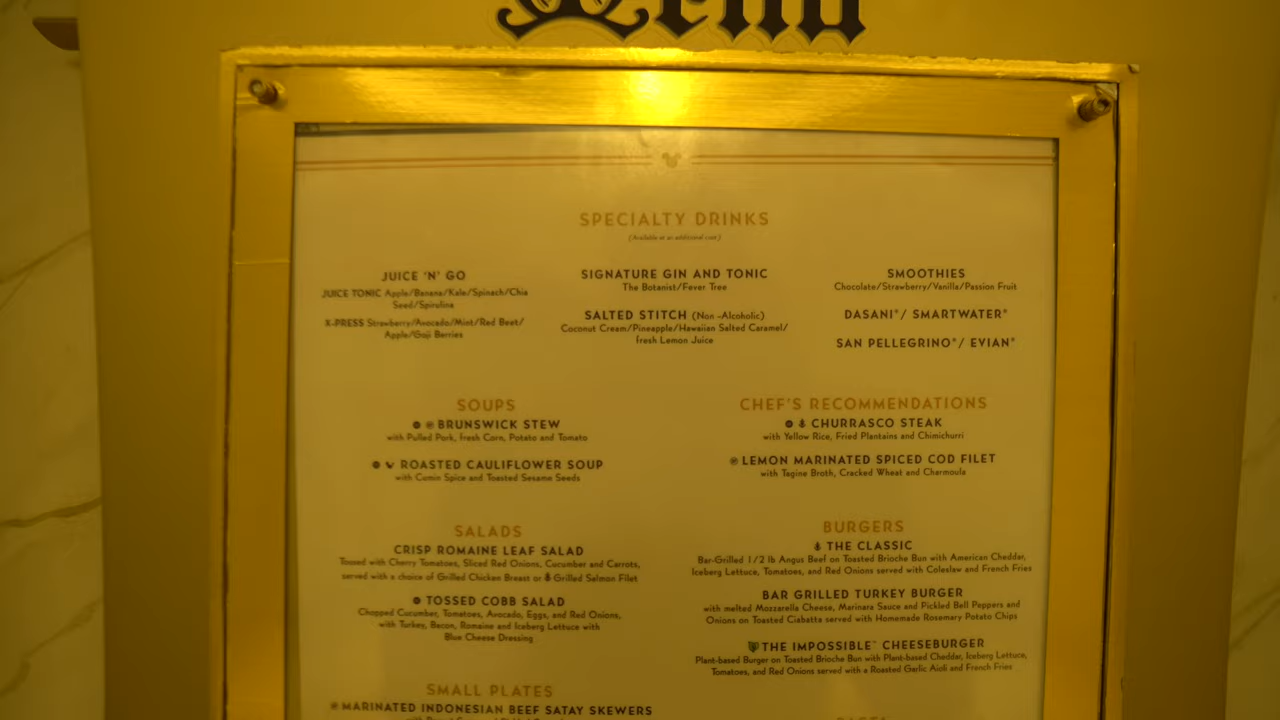 Menu
SPECIALTY DRINKS
(Available at an additional cost)
JUICE 'N' GO
JUICE TONIC Apple/Banana/Kale/Spinach/Chia
Seed/Spirulina
X-PRESS Strawberry/Avocado/Mint/Red Beet/
Apple/Goji Berries
SIGNATURE GIN AND TONIC
The Botanist/Fever Tree
SALTED STITCH (Non -Alcoholic)
Coconut Cream/Pineapple/Hawaiian Salted Caramel/
fresh Lemon Juice
SMOOTHIES
Chocolate/Strawberry/Vanilla/Passion Fruit
DASANI®/ SMARTWATER®
SAN PELLEGRINO®/ EVIAN®
SOUPS
BRUNSWICK STEW
with Pulled Pork, fresh Corn, Potato and Tomato
ROASTED CAULIFLOWER SOUP
with Cumin Spice and Toasted Sesame Seeds
SALADS
CRISP ROMAINE LEAF SALAD
Tossed with Cherry Tomatoes, Sliced Red Onions, Cucumber and Carrots,
served with a choice of Grilled Chicken Breast or Grilled Salmon Filet
TOSSED COBB SALAD
Chopped Cucumber, Tomatoes, Avocado, Eggs, and Red Onions,
with Turkey, Bacon, Romaine and Iceberg Lettuce with
Blue Cheese Dressing
SMALL PLATES
MARINATED INDONESIAN BEEF SATAY SKEWERS
CHEF'S RECOMMENDATIONS
CHURRASCO STEAK
with Yellow Rice, Fried Plantains and Chimichurri
LEMON MARINATED SPICED COD FILET
with Tagine Broth, Cracked Wheat and Charmoula
BURGERS
THE CLASSIC
Bar-Grilled 1/2 lb Angus Beef on Toasted Brioche Bun with American Cheddar,
Iceberg Lettuce, Tomatoes, and Red Onions served with Coleslaw and French Fries
BAR GRILLED TURKEY BURGER
with melted Mozzarella Cheese, Marinara Sauce and Pickled Bell Peppers and
Onions on Toasted Ciabatta served with Homemade Rosemary Potato Chips
THE IMPOSSIBLE™ CHEESEBURGER
Plant-based Burger on Toasted Brioche Bun with Plant-based Cheddar, Iceberg Lettuce,
Tomatoes, and Red Onions served with a Roasted Garlic Aioli and French Fries